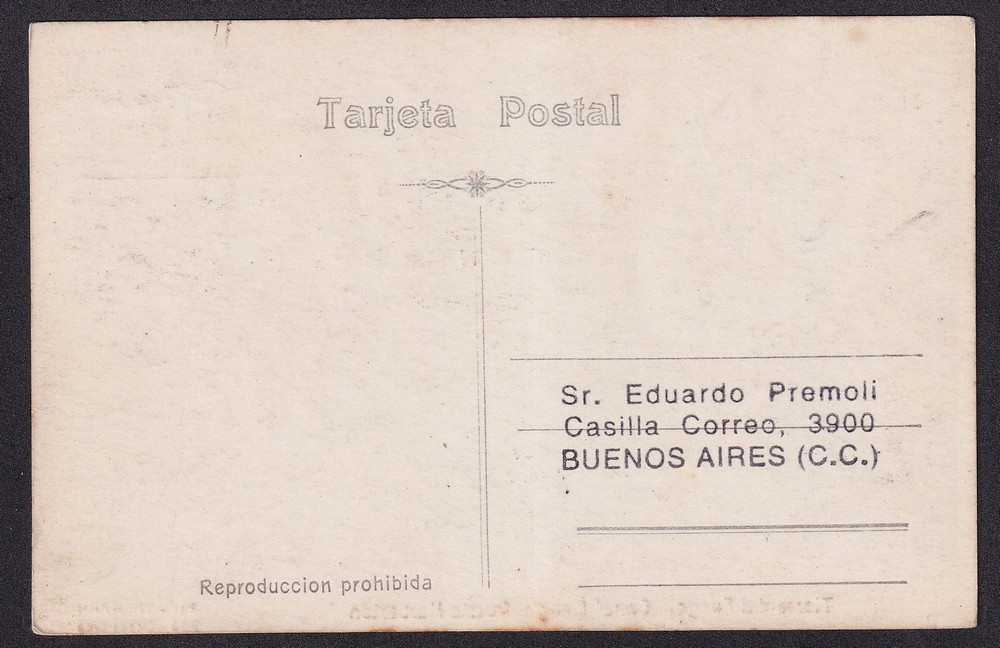 Tarjeta Postal
Sr. Eduardo Premoli
Casilla Correo, 3900
BUENOS AIRES (C.C.)
Reproduccion prohibida